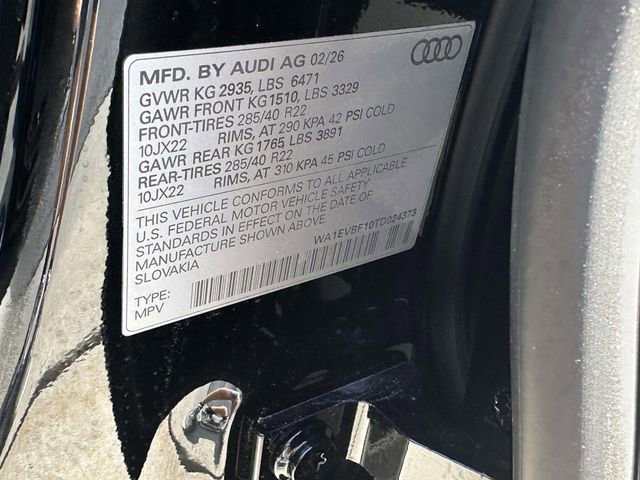 MFD. BY AUDI AG 02/26
GVWR KG 2935, LBS 6471
GAWR FRONT KG1510, LBS 3329
FRONT-TIRES 285/40 R22
10JX22 RIMS, AT 290 KPA 42 PSI COLD
GAWR REAR KG 1765 LBS 3891
REAR-TIRES 285/40 R22
10JX22 RIMS, AT 310 KPA 45 PSI COLD
THIS VEHICLE CONFORMS TO ALL APPLICABLE
U.S. FEDERAL MOTOR VEHICLE SAFETY
STANDARDS IN EFFECT ON THE DATE OF
MANUFACTURE SHOWN ABOVE.
SLOVAKIA
WA1EVBF10TD024373
TYPE:
MPV